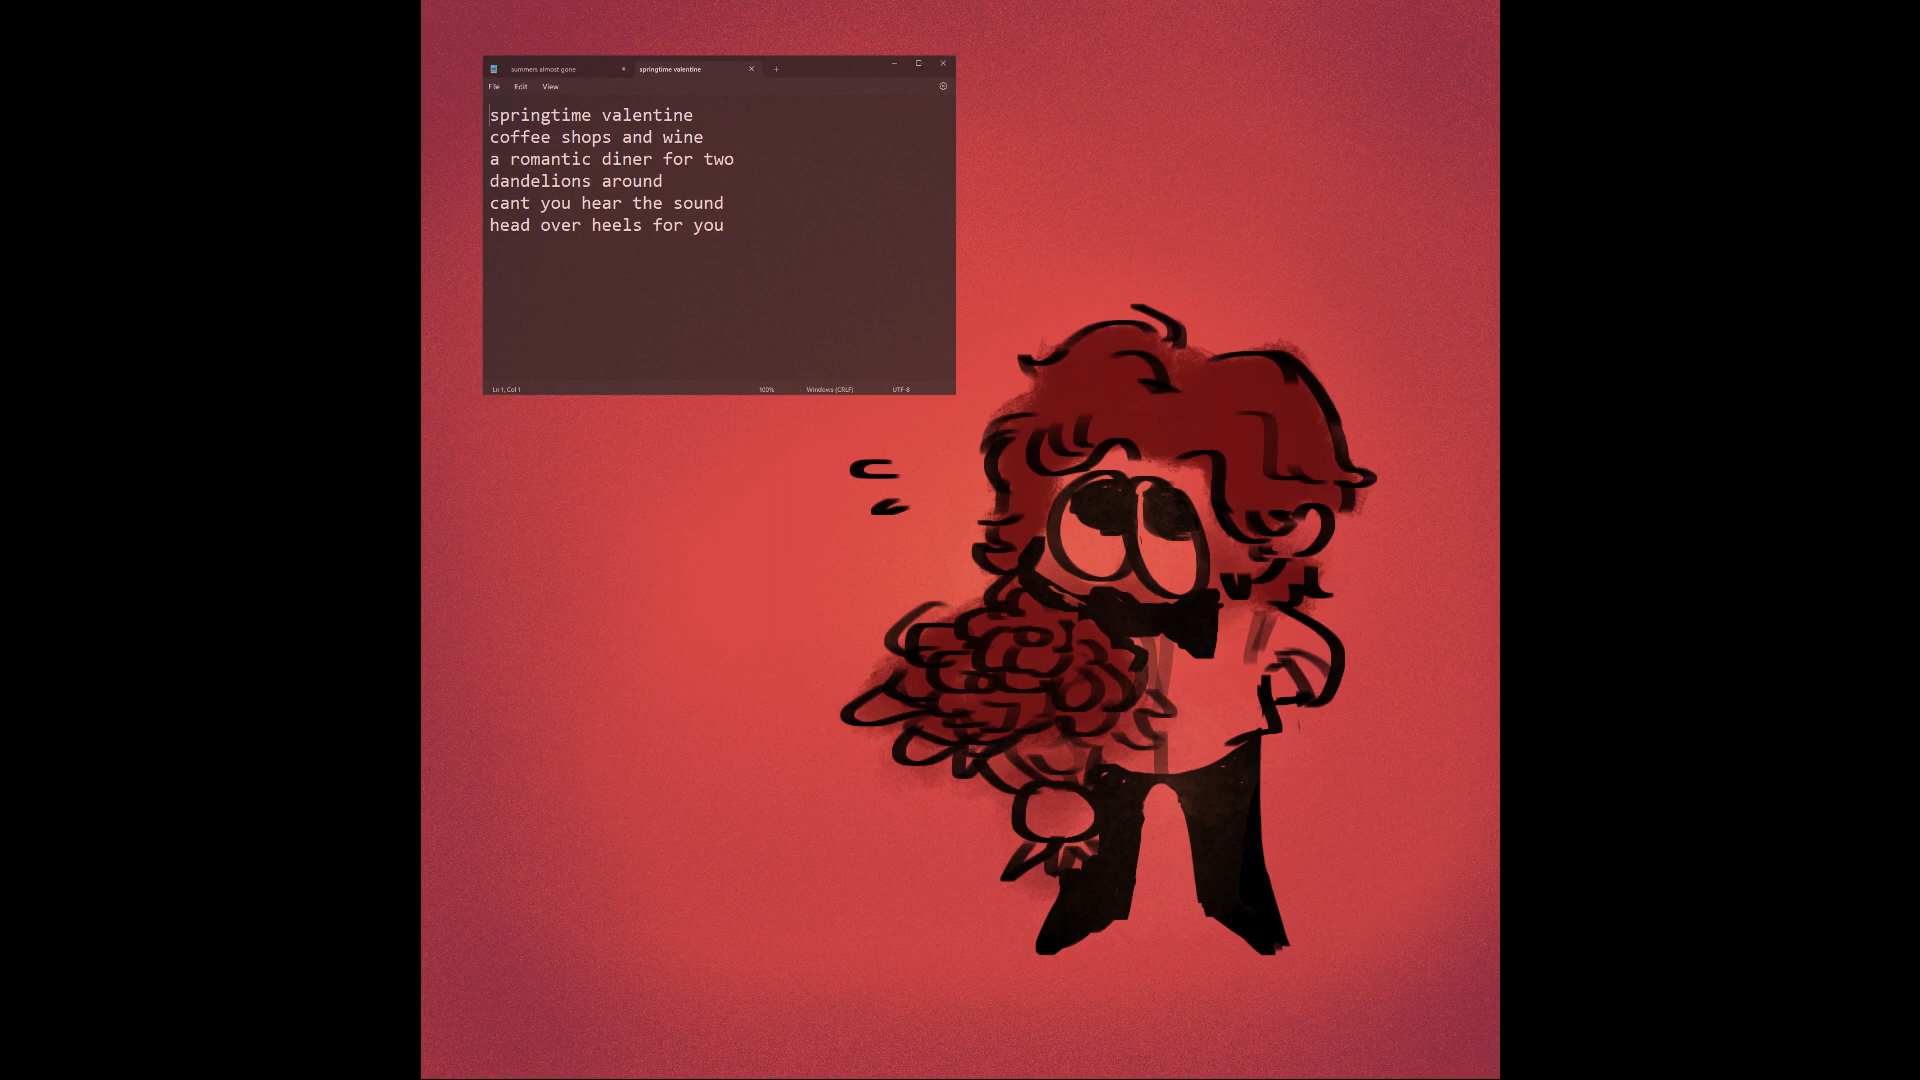 summers almost gone
springtime valentine
File Edit View
springtime valentine
coffee shops and wine
a romantic diner for two
dandelions around
cant you hear the sound
head over heels for you
Ln 1, Col 1
100%
Windows (CRLF)
UTF-8